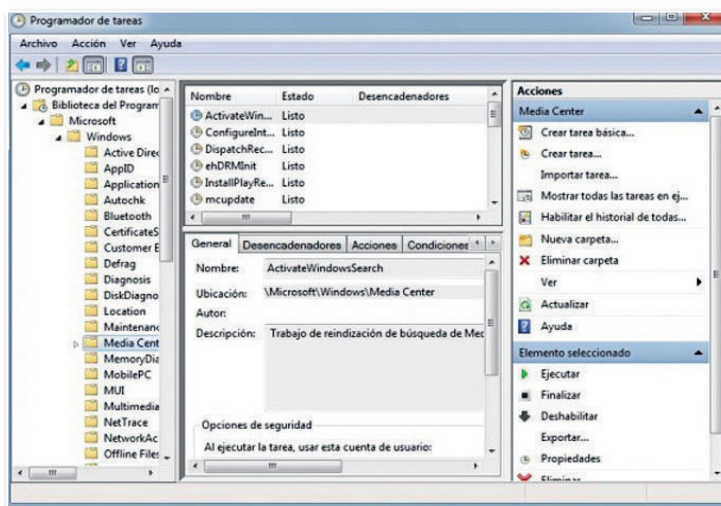 Programador de tareas
Archivo Acción Ver Ayuda
Programador de tareas (lo
Biblioteca del Program
Microsoft
Windows
Active Direc
AppID
Application
Autochk
Bluetooth
CertificateS
Customer E
Defrag
Diagnosis
DiskDiagno
Location
Maintenanc
Media Cent
MemoryDia
MobilePC
MUI
Multimedia
NetTrace
NetworkAc
Offline Files
Nombre Estado Desencadenadores
ActivateWin... Listo
ConfigureInt... Listo
DispatchRec... Listo
ehDRMInit Listo
InstallPlayRe... Listo
mcupdate Listo
General Desencadenadores Acciones Condiciones
Nombre: ActivateWindowsSearch
Ubicación: \Microsoft\Windows\Media Center
Autor:
Descripción: Trabajo de reindización de búsqueda de Med
Opciones de seguridad
Al ejecutar la tarea, usar esta cuenta de usuario:
Acciones
Media Center
Crear tarea básica...
Crear tarea...
Importar tarea...
Mostrar todas las tareas en ej...
Habilitar el historial de todas...
Nueva carpeta...
Eliminar carpeta
Ver
Actualizar
Ayuda
Elemento seleccionado
Ejecutar
Finalizar
Deshabilitar
Exportar...
Propiedades
Eliminar